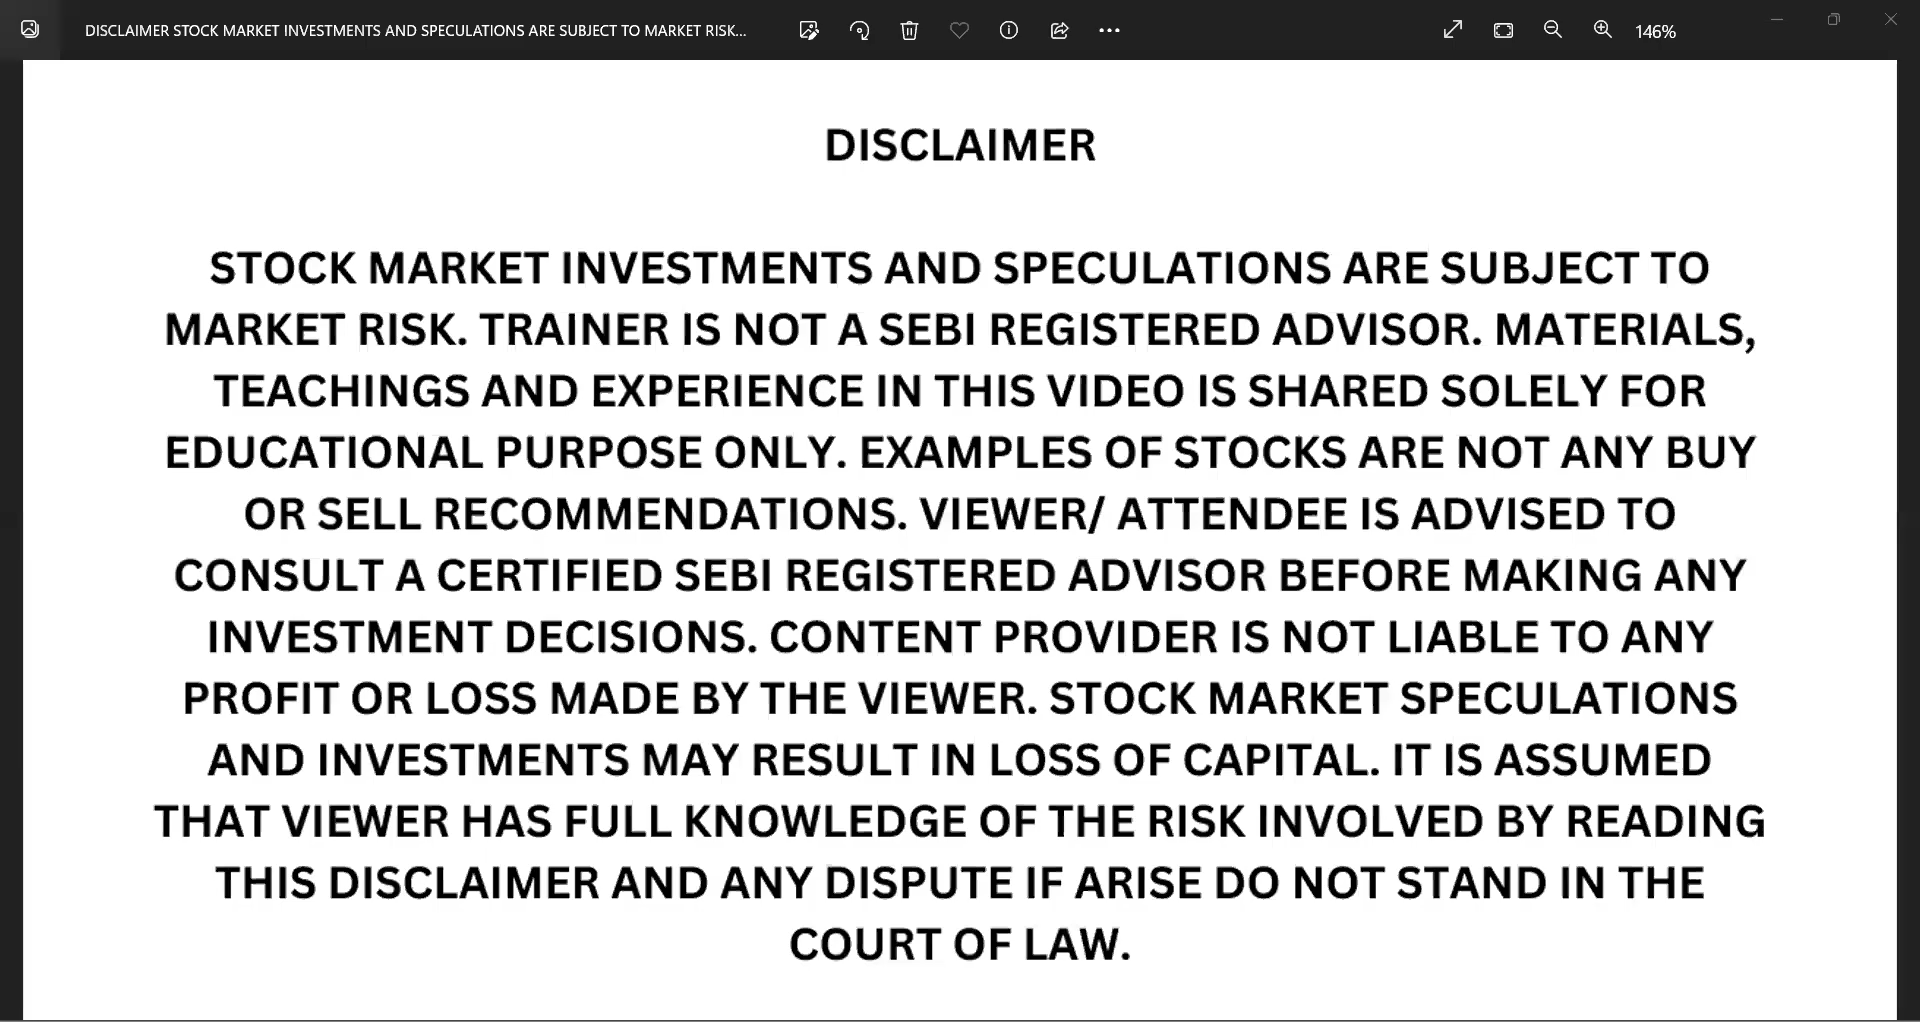 DISCLAIMER STOCK MARKET INVESTMENTS AND SPECULATIONS ARE SUBJECT TO MARKET RISK...
146%
DISCLAIMER
STOCK MARKET INVESTMENTS AND SPECULATIONS ARE SUBJECT TO
MARKET RISK. TRAINER IS NOT A SEBI REGISTERED ADVISOR. MATERIALS,
TEACHINGS AND EXPERIENCE IN THIS VIDEO IS SHARED SOLELY FOR
EDUCATIONAL PURPOSE ONLY. EXAMPLES OF STOCKS ARE NOT ANY BUY
OR SELL RECOMMENDATIONS. VIEWER/ ATTENDEE IS ADVISED TO
CONSULT A CERTIFIED SEBI REGISTERED ADVISOR BEFORE MAKING ANY
INVESTMENT DECISIONS. CONTENT PROVIDER IS NOT LIABLE TO ANY
PROFIT OR LOSS MADE BY THE VIEWER. STOCK MARKET SPECULATIONS
AND INVESTMENTS MAY RESULT IN LOSS OF CAPITAL. IT IS ASSUMED
THAT VIEWER HAS FULL KNOWLEDGE OF THE RISK INVOLVED BY READING
THIS DISCLAIMER AND ANY DISPUTE IF ARISE DO NOT STAND IN THE
COURT OF LAW.